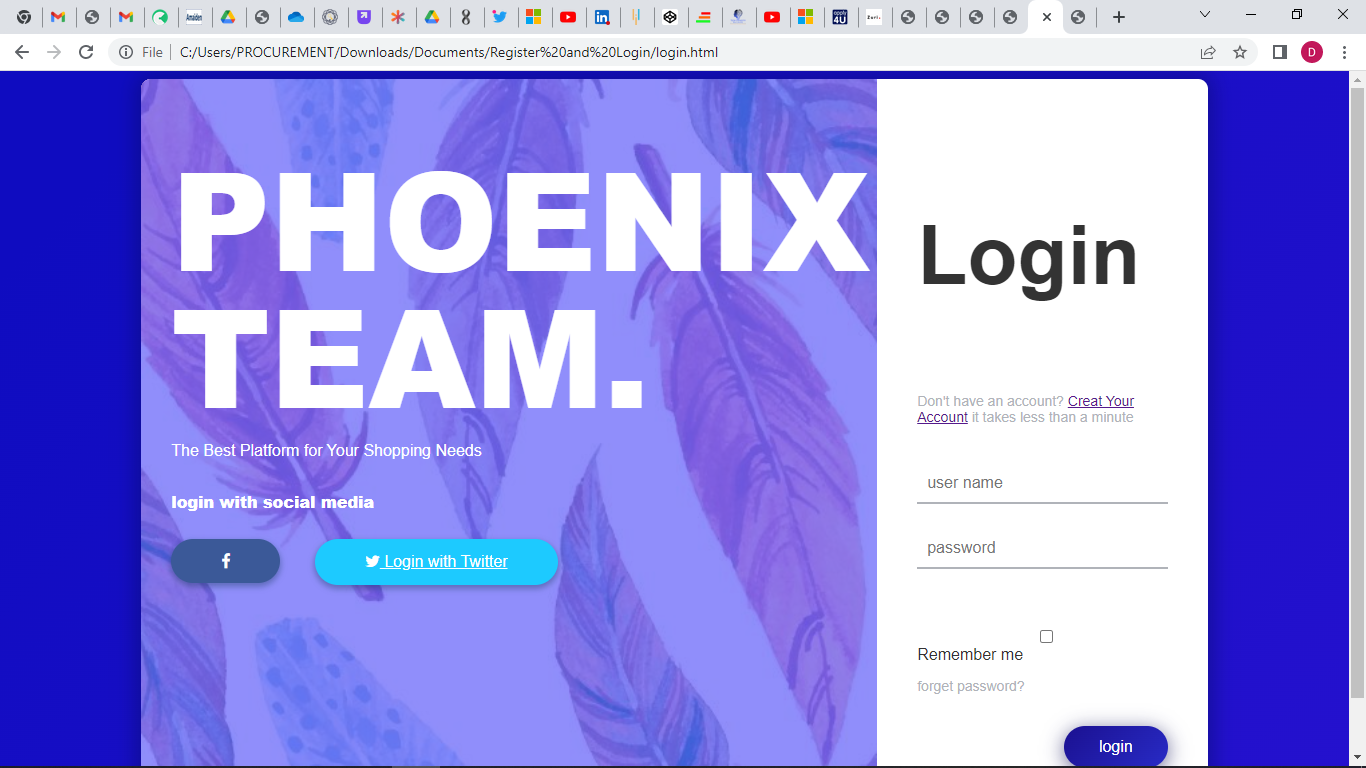 File C:/Users/PROCUREMENT/Downloads/Documents/Register%20and%20Login/login.html
D
PHOENIX
TEAM.
The Best Platform for Your Shopping Needs
login with social media
f
Login with Twitter
Login
Don't have an account? Creat Your
Account it takes less than a minute
user name
password
Remember me
forget password?
login